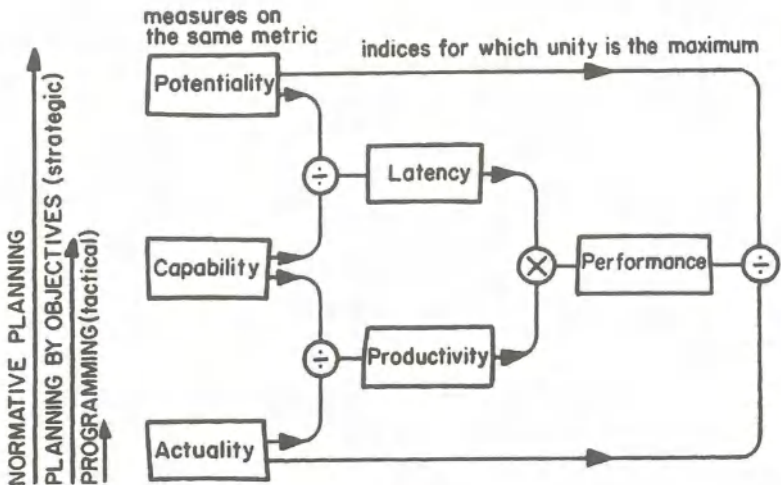 measures on
the same metric
indices for which unity is the maximum
Potentiality
÷
Latency
Capability
×
Performance
÷
÷
Productivity
Actuality
NORMATIVE PLANNING
PLANNING BY OBJECTIVES (strategic)
PROGRAMMING (tactical)